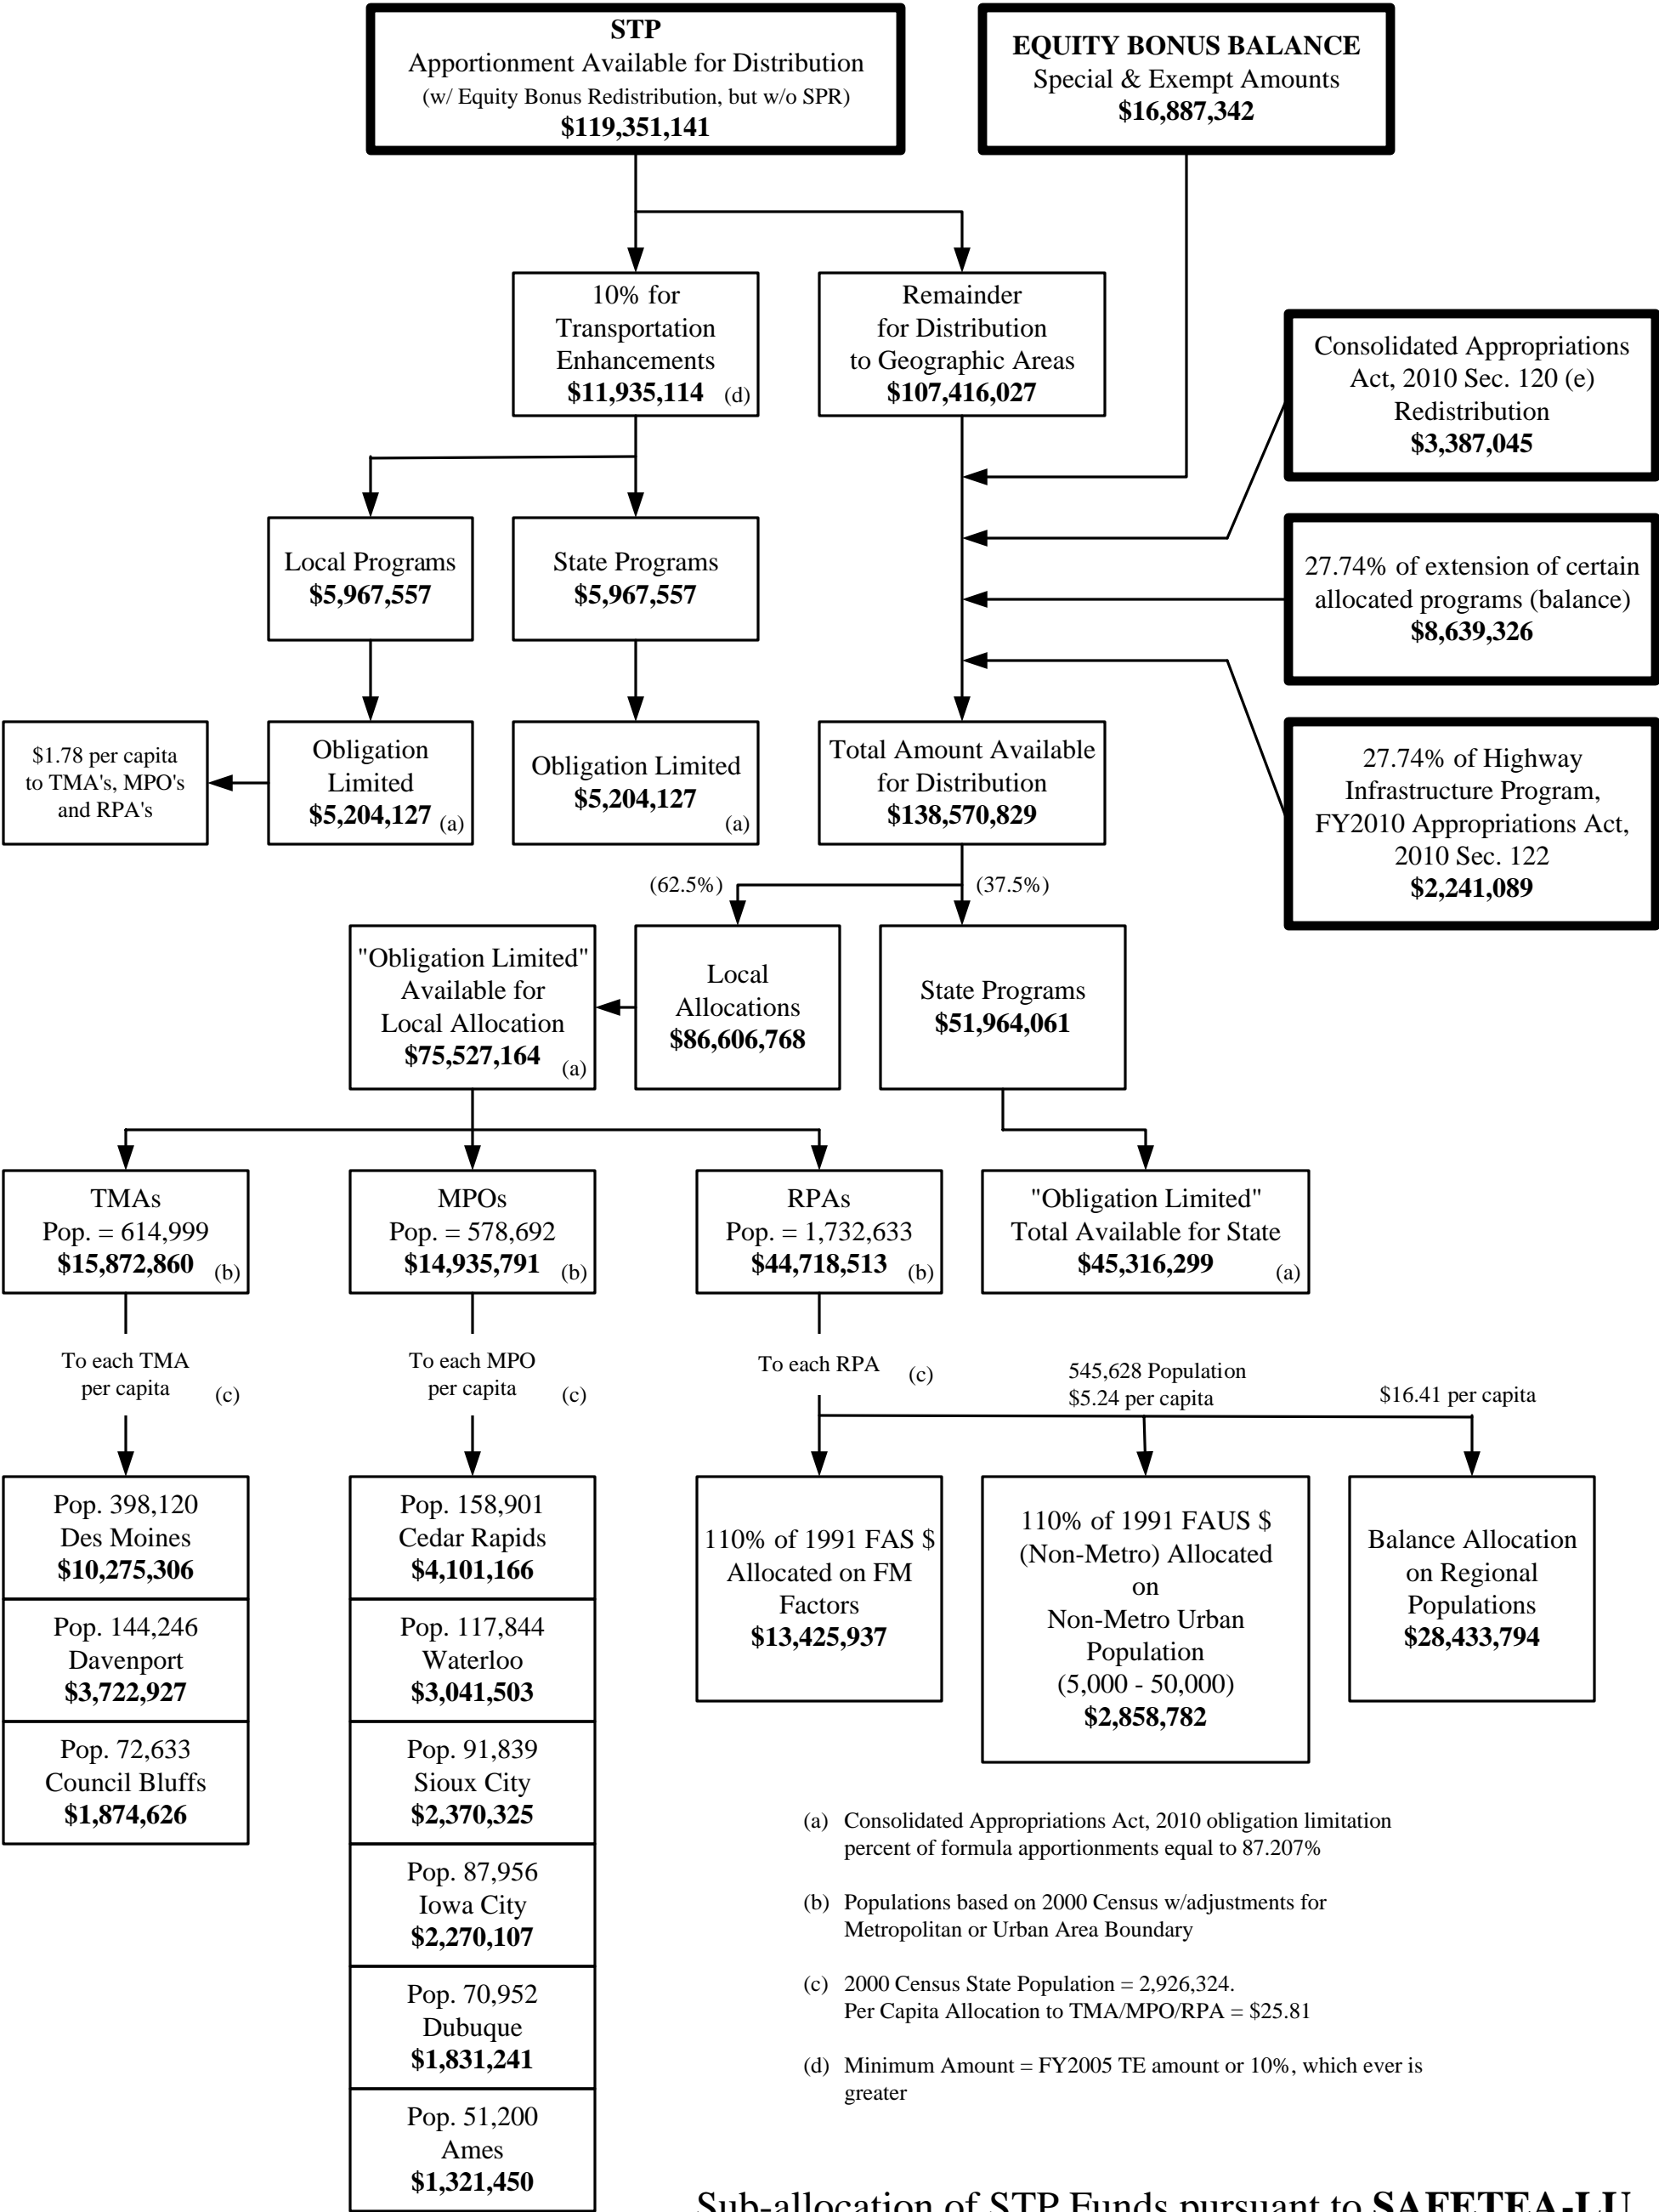 STP
Apportionment Available for Distribution
(w/ Equity Bonus Redistribution, but w/o SPR)
$119,351,141
EQUITY BONUS BALANCE
Special & Exempt Amounts
$16,887,342
10% for
Transportation
Enhancements
$11,935,114 (d)
Remainder
for Distribution
to Geographic Areas
$107,416,027
Consolidated Appropriations
Act, 2010 Sec. 120 (e)
Redistribution
$3,387,045
Local Programs
$5,967,557
State Programs
$5,967,557
27.74% of extension of certain
allocated programs (balance)
$8,639,326
$1.78 per capita
to TMA's, MPO's
and RPA's
Obligation
Limited
$5,204,127 (a)
Obligation Limited
$5,204,127
(a)
Total Amount Available
for Distribution
$138,570,829
27.74% of Highway
Infrastructure Program,
FY2010 Appropriations Act,
2010 Sec. 122
$2,241,089
(62.5%)
(37.5%)
"Obligation Limited"
Available for
Local Allocation
$75,527,164
(a)
Local
Allocations
$86,606,768
State Programs
$51,964,061
TMAs
Pop. = 614,999
$15,872,860 (b)
MPOs
Pop. = 578,692
$14,935,791 (b)
RPAs
Pop. = 1,732,633
$44,718,513 (b)
"Obligation Limited"
Total Available for State
$45,316,299 (a)
To each TMA
per capita (c)
To each MPO
per capita (c)
To each RPA (c)
545,628 Population
$5.24 per capita
$16.41 per capita
Pop. 398,120
Des Moines
$10,275,306
Pop. 144,246
Davenport
$3,722,927
Pop. 72,633
Council Bluffs
$1,874,626
Pop. 158,901
Cedar Rapids
$4,101,166
Pop. 117,844
Waterloo
$3,041,503
Pop. 91,839
Sioux City
$2,370,325
Pop. 87,956
Iowa City
$2,270,107
Pop. 70,952
Dubuque
$1,831,241
Pop. 51,200
Ames
$1,321,450
110% of 1991 FAS $
Allocated on FM
Factors
$13,425,937
110% of 1991 FAUS $
(Non-Metro) Allocated
on
Non-Metro Urban
Population
(5,000 - 50,000)
$2,858,782
Balance Allocation
on Regional
Populations
$28,433,794
(a) Consolidated Appropriations Act, 2010 obligation limitation
percent of formula apportionments equal to 87.207%
(b) Populations based on 2000 Census w/adjustments for
Metropolitan or Urban Area Boundary
(c) 2000 Census State Population = 2,926,324.
Per Capita Allocation to TMA/MPO/RPA = $25.81
(d) Minimum Amount = FY2005 TE amount or 10%, which ever is
greater
Sub-allocation of STP Funds pursuant to SAFETEA-LU